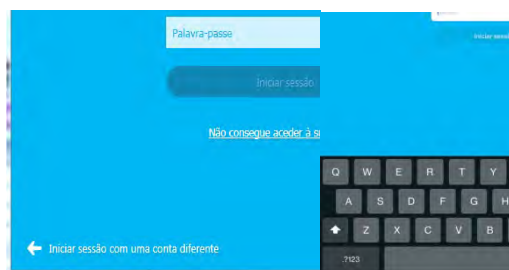 Palavra-passe
Iniciar sessão
Iniciar sessão
Não consegue aceder à
Iniciar sessão com uma conta diferente
Q W E R T Y
A S D F G H
Z X C V B
.?123